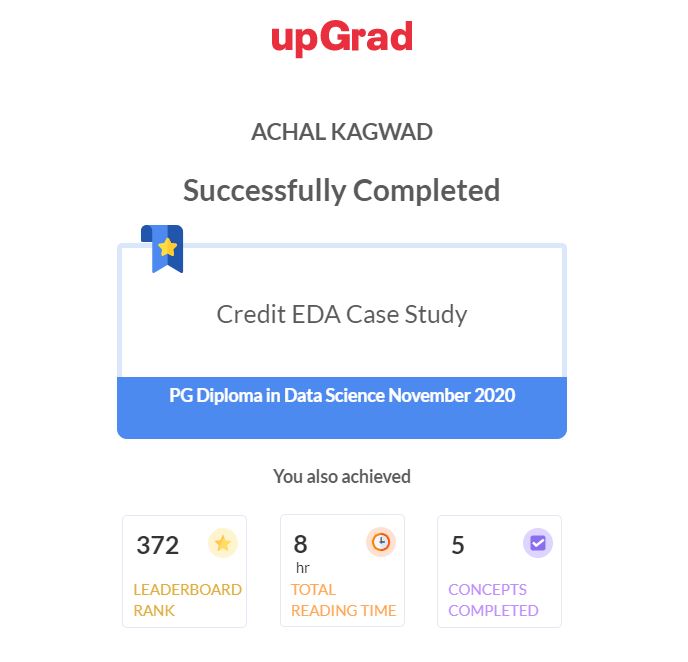 upGrad
ACHAL KAGWAD
Successfully Completed
Credit EDA Case Study
PG Diploma in Data Science November 2020
You also achieved
372
LEADERBOARD
RANK
8
hr
TOTAL
READING TIME
5
CONCEPTS
COMPLETED